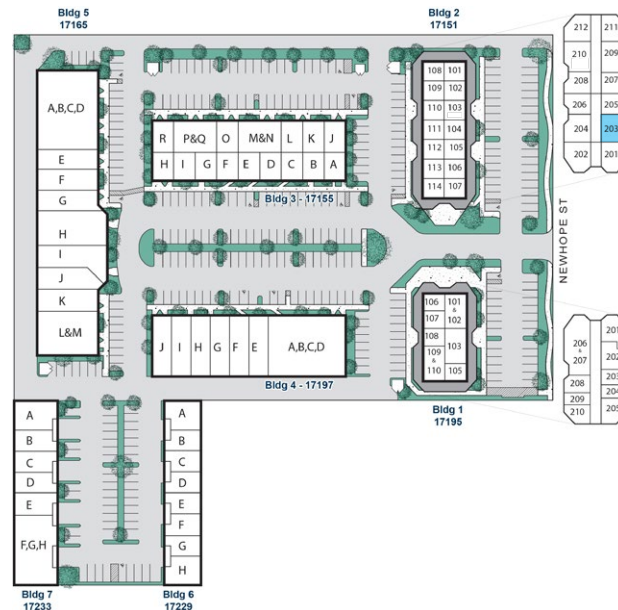 Bldg 5
17165
Bldg 2
17151
212 211
210 209
208 207
206 205
204 203
202 201
108 101
109 102
110 103
111 104
112 105
113 106
114 107
A,B,C,D
E
F
G
H
I
J
K
L&M
R P&Q O M&N L K J
H I G F E D C B A
Bldg 3 - 17155
NEWHOPE ST
J I H G F E A,B,C,D
Bldg 4 - 17197
106 101
&
102
107
108 103
109
&
110 105
Bldg 1
17195
206
&
207
201
202
203
208 204
209
210 205
A
B
C
D
E
F,G,H
Bldg 7
17233
A
B
C
D
E
F
G
H
Bldg 6
17229